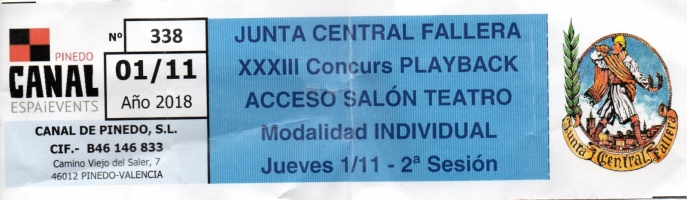 PINEDO
CANAL
ESPAiEVENTS
CANAL DE PINEDO, S.L.
CIF.- B46 146 833
Camino Viejo del Saler, 7
46012 PINEDO-VALENCIA
Nº 338
01/11
Año 2018
JUNTA CENTRAL FALLERA
XXXIII Concurs PLAYBACK
ACCESO SALÓN TEATRO
Modalidad INDIVIDUAL
Jueves 1/11 - 2ª Sesión
Junta Central Fallera